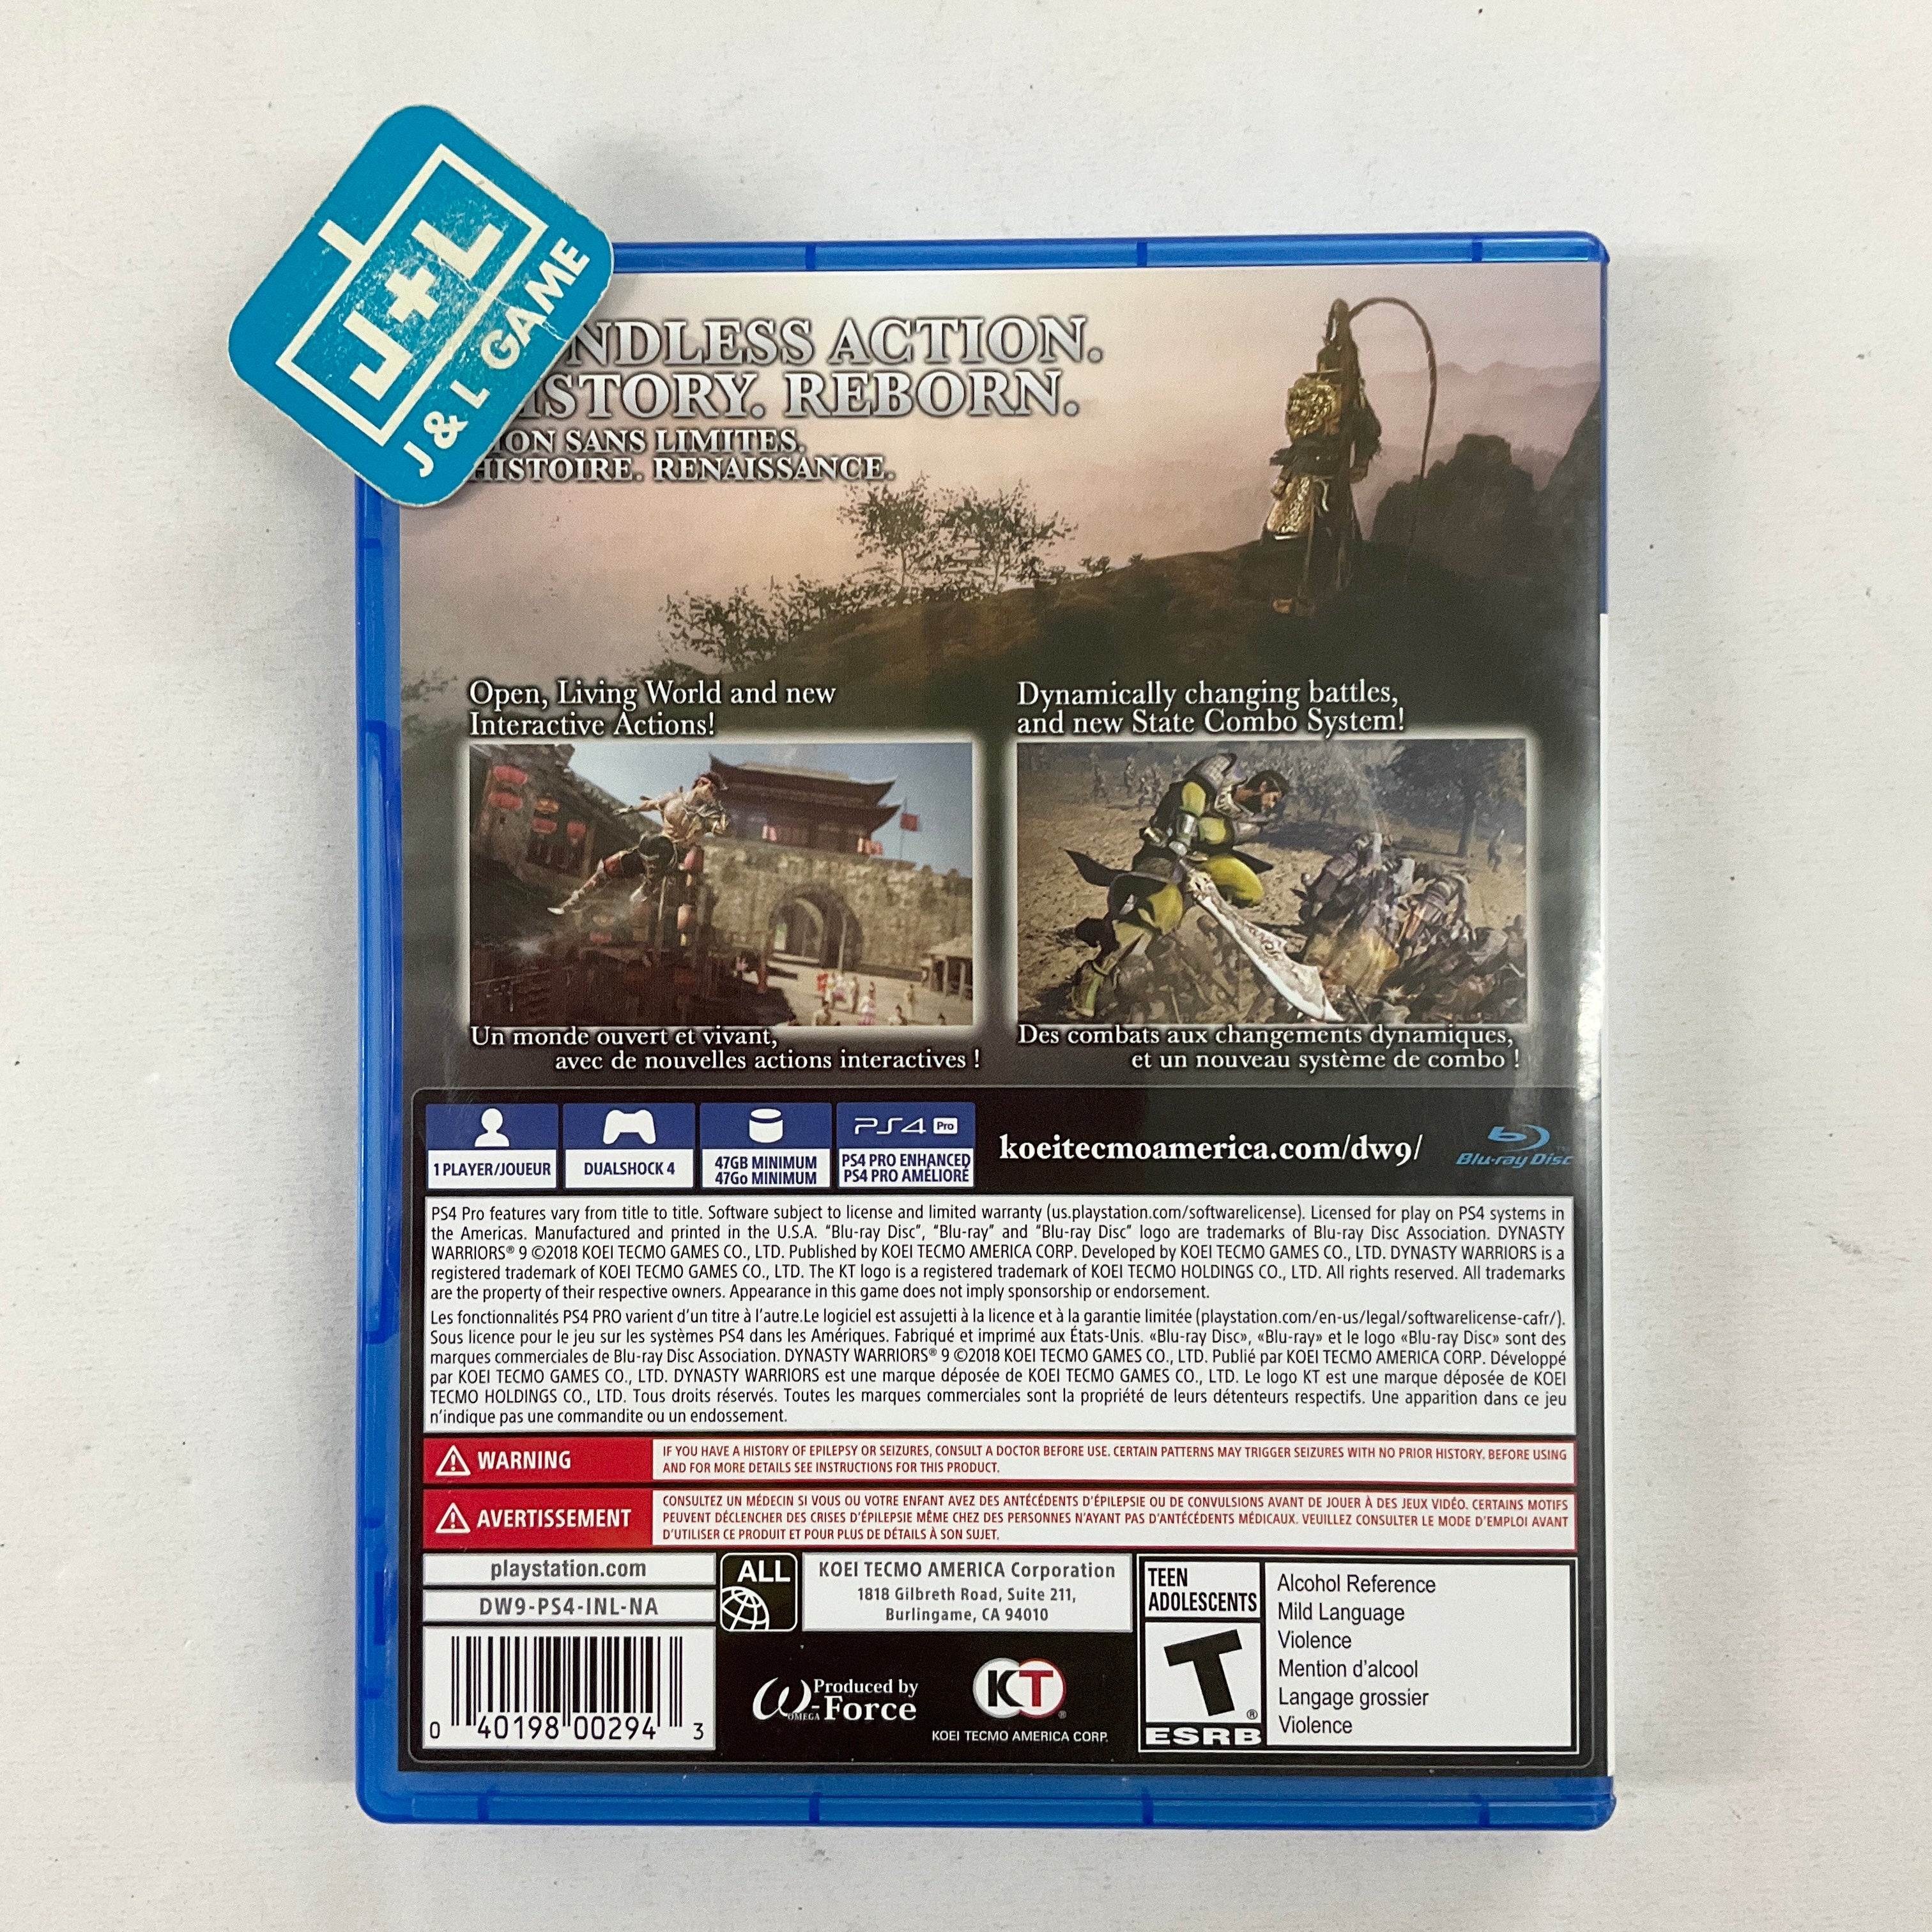 J+L
J & L GAME
NDLESS ACTION.
ISTORY. REBORN.
ION SANS LIMITES.
HISTOIRE. RENAISSANCE.
Open, Living World and new
Interactive Actions!
Dynamically changing battles,
and new State Combo System!
Un monde ouvert et vivant,
avec de nouvelles actions interactives !
Des combats aux changements dynamiques,
et un nouveau système de combo !
1 PLAYER/JOUEUR
DUALSHOCK 4
47GB MINIMUM
47Go MINIMUM
PS4 Pro
PS4 PRO ENHANCED
PS4 PRO AMÉLIORÉ
koeitecmoamerica.com/dw9/
Blu-ray Disc
PS4 Pro features vary from title to title. Software subject to license and limited warranty (us.playstation.com/softwarelicense). Licensed for play on PS4 systems in
the Americas. Manufactured and printed in the U.S.A. "Blu-ray Disc", "Blu-ray" and "Blu-ray Disc" logo are trademarks of Blu-ray Disc Association. DYNASTY
WARRIORS® 9 ©2018 KOEI TECMO GAMES CO., LTD. Published by KOEI TECMO AMERICA CORP. Developed by KOEI TECMO GAMES CO., LTD. DYNASTY WARRIORS is a
registered trademark of KOEI TECMO GAMES CO., LTD. The KT logo is a registered trademark of KOEI TECMO HOLDINGS CO., LTD. All rights reserved. All trademarks
are the property of their respective owners. Appearance in this game does not imply sponsorship or endorsement.
Les fonctionnalités PS4 PRO varient d'un titre à l'autre.Le logiciel est assujetti à la licence et à la garantie limitée (playstation.com/en-us/legal/softwarelicense-cafr/).
Sous licence pour le jeu sur les systèmes PS4 dans les Amériques. Fabriqué et imprimé aux États-Unis. «Blu-ray Disc», «Blu-ray» et le logo «Blu-ray Disc» sont des
marques commerciales de Blu-ray Disc Association. DYNASTY WARRIORS® 9 ©2018 KOEI TECMO GAMES CO., LTD. Publié par KOEI TECMO AMERICA CORP. Développé
par KOEI TECMO GAMES CO., LTD. DYNASTY WARRIORS est une marque déposée de KOEI TECMO GAMES CO., LTD. Le logo KT est une marque déposée de KOEI
TECMO HOLDINGS CO., LTD. Tous droits réservés. Toutes les marques commerciales sont la propriété de leurs détenteurs respectifs. Une apparition dans ce jeu
n'indique pas une commandite ou un endossement.
WARNING
IF YOU HAVE A HISTORY OF EPILEPSY OR SEIZURES, CONSULT A DOCTOR BEFORE USE. CERTAIN PATTERNS MAY TRIGGER SEIZURES WITH NO PRIOR HISTORY. BEFORE USING
AND FOR MORE DETAILS SEE INSTRUCTIONS FOR THIS PRODUCT.
AVERTISSEMENT
CONSULTEZ UN MÉDECIN SI VOUS OU VOTRE ENFANT AVEZ DES ANTÉCÉDENTS D'ÉPILEPSIE OU DE CONVULSIONS AVANT DE JOUER À DES JEUX VIDÉO. CERTAINS MOTIFS
PEUVENT DÉCLENCHER DES CRISES D'ÉPILEPSIE MÊME CHEZ DES PERSONNES N'AYANT PAS D'ANTÉCÉDENTS MÉDICAUX. VEUILLEZ CONSULTER LE MODE D'EMPLOI AVANT
D'UTILISER CE PRODUIT ET POUR PLUS DE DÉTAILS À SON SUJET.
playstation.com
DW9-PS4-INL-NA
ALL
KOEI TECMO AMERICA Corporation
1818 Gilbreth Road, Suite 211,
Burlingame, CA 94010
0 40198 00294 3
Produced by
ω-Force
OMEGA
KT®
KOEI TECMO AMERICA CORP.
TEEN
ADOLESCENTS
T®
ESRB
Alcohol Reference
Mild Language
Violence
Mention d'alcool
Langage grossier
Violence